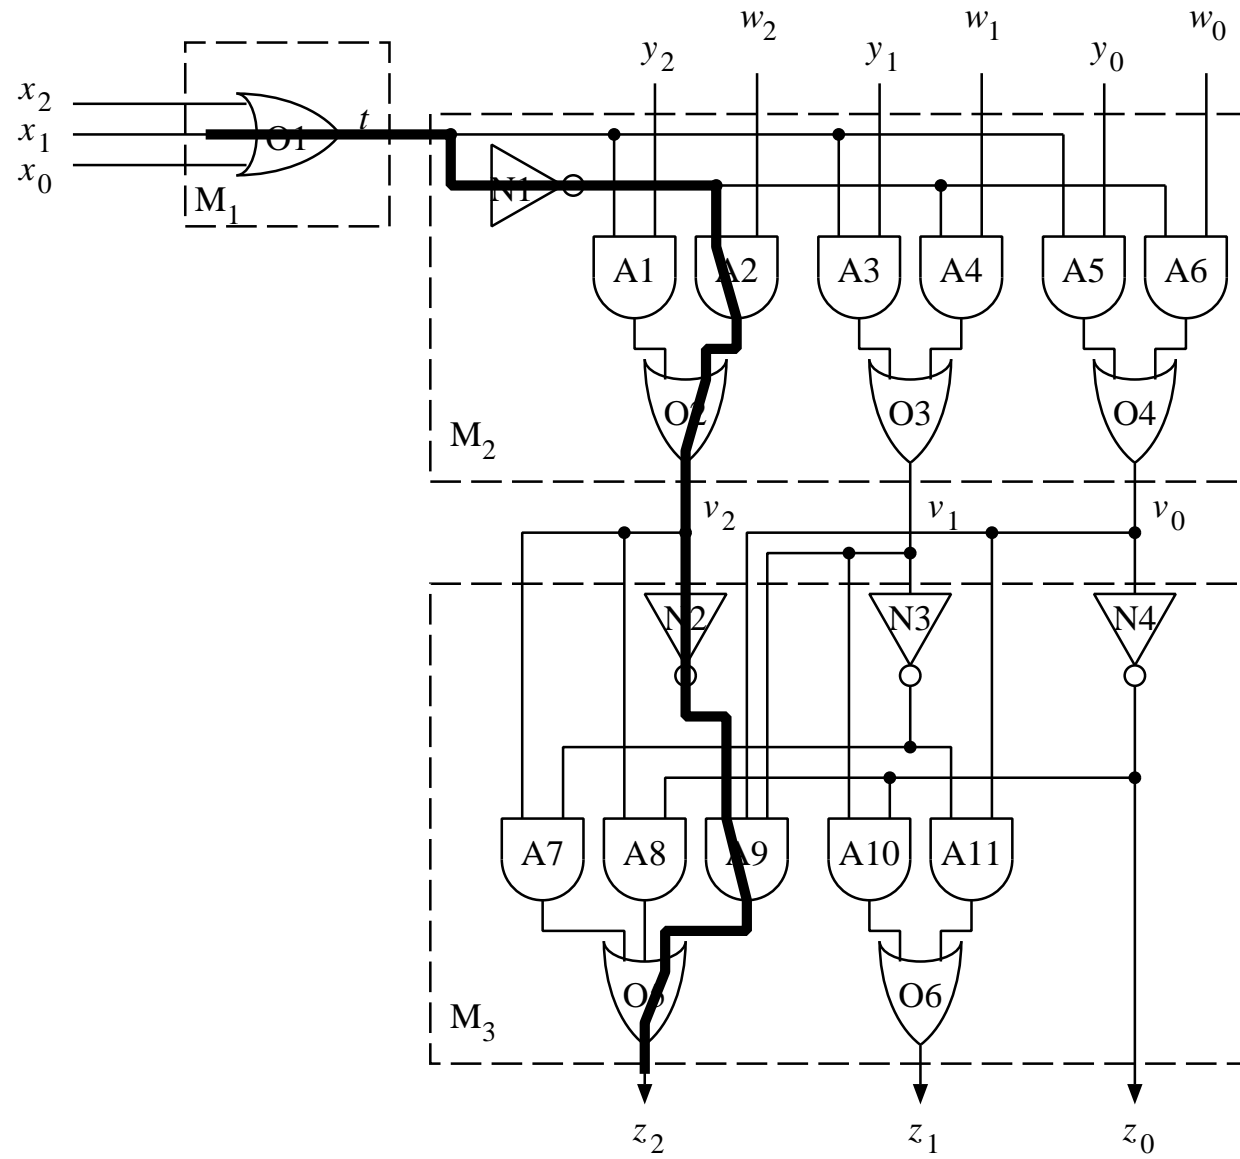 w₂ w₁ w₀
y₂ y₁ y₀
x₂
x₁ O1 t
x₀
M₁ N1
A1 A2 A3 A4 A5 A6
O2 O3 O4
M₂
v₂ v₁ v₀
N2 N3 N4
A7 A8 A9 A10 A11
O6
M₃
z₂ z₁ z₀